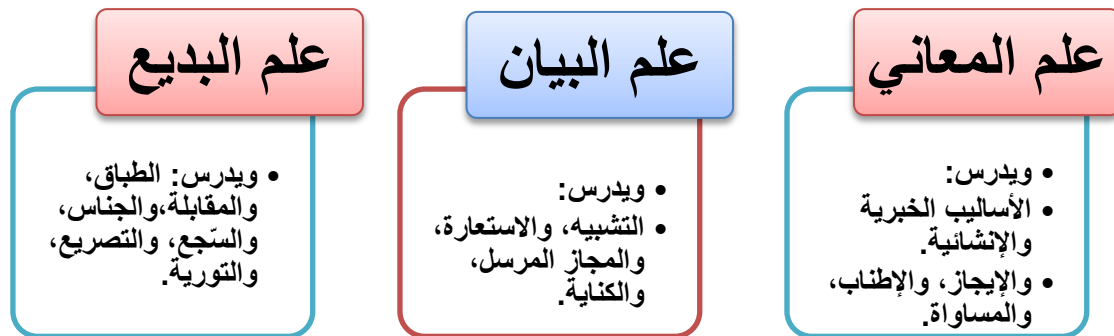 علم المعاني
• ويدرس:
• الأساليب الخبرية
والإنشائية.
• والإيجاز، والإطناب،
والمساواة.
علم البيان
• ويدرس:
• التشبيه، والاستعارة،
والمجاز المرسل،
والكناية.
علم البديع
• ويدرس: الطباق،
والمقابلة،والجناس،
والسّجع، والتصريع،
والتورية.